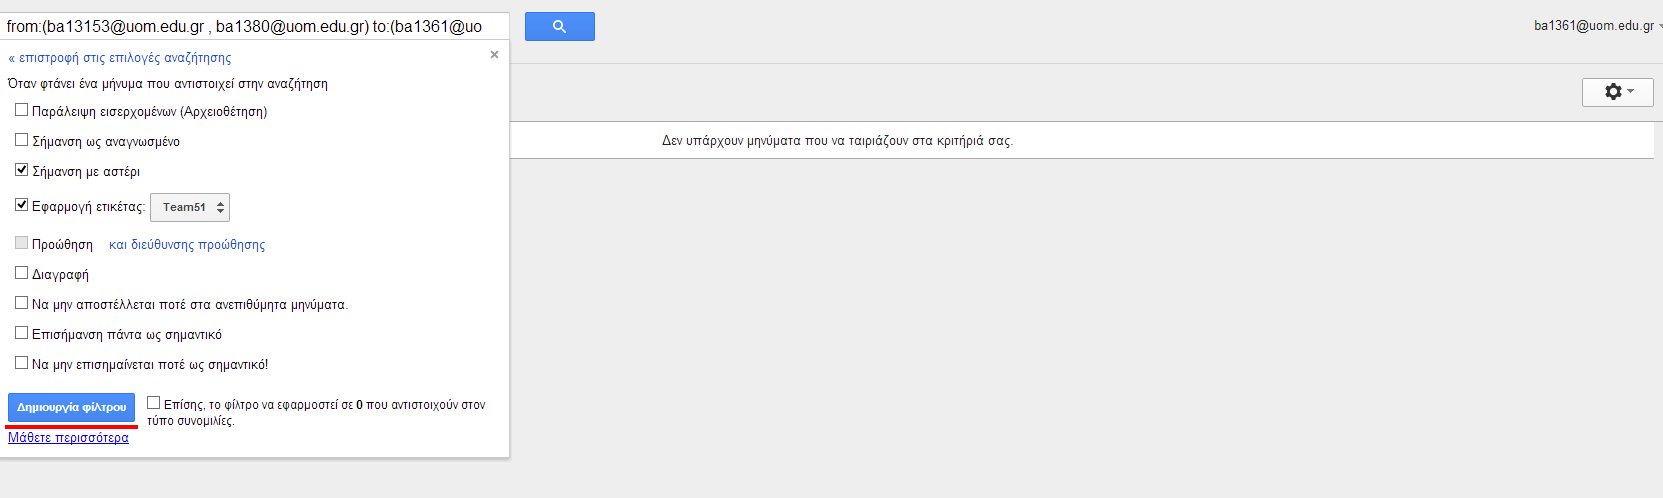 from:(ba13153@uom.edu.gr , ba1380@uom.edu.gr) to:(ba1361@uo
ba1361@uom.edu.gr
« επιστροφή στις επιλογές αναζήτησης
×
Όταν φτάνει ένα μήνυμα που αντιστοιχεί στην αναζήτηση
Παράλειψη εισερχομένων (Αρχειοθέτηση)
Δεν υπάρχουν μηνύματα που να ταιριάζουν στα κριτήριά σας.
Σήμανση ως αναγνωσμένο
Σήμανση με αστέρι
Εφαρμογή ετικέτας: Team51
Προώθηση και διεύθυνσης προώθησης
Διαγραφή
Να μην αποστέλλεται ποτέ στα ανεπιθύμητα μηνύματα.
Επισήμανση πάντα ως σημαντικό
Να μην επισημαίνεται ποτέ ως σημαντικό!
Δημιουργία φίλτρου
Επίσης, το φίλτρο να εφαρμοστεί σε 0 που αντιστοιχούν στον
τύπο συνομιλίες.
Μάθετε περισσότερα